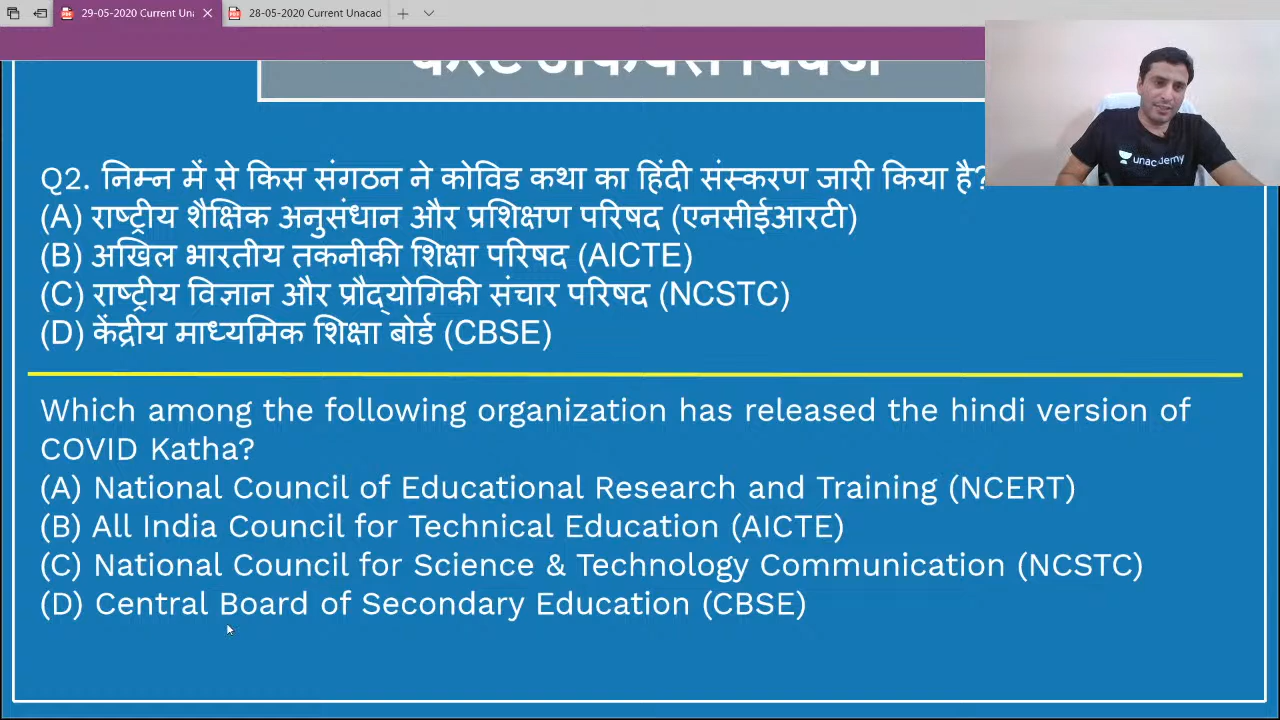 29-05-2020 Current Una
28-05-2020 Current Unacad
unacademy
Q2. निम्न में से किस संगठन ने कोविड कथा का हिंदी संस्करण जारी किया है?
(A) राष्ट्रीय शैक्षिक अनुसंधान और प्रशिक्षण परिषद (एनसीईआरटी)
(B) अखिल भारतीय तकनीकी शिक्षा परिषद (AICTE)
(C) राष्ट्रीय विज्ञान और प्रौद्योगिकी संचार परिषद (NCSTC)
(D) केंद्रीय माध्यमिक शिक्षा बोर्ड (CBSE)
Which among the following organization has released the hindi version of
COVID Katha?
(A) National Council of Educational Research and Training (NCERT)
(B) All India Council for Technical Education (AICTE)
(C) National Council for Science & Technology Communication (NCSTC)
(D) Central Board of Secondary Education (CBSE)